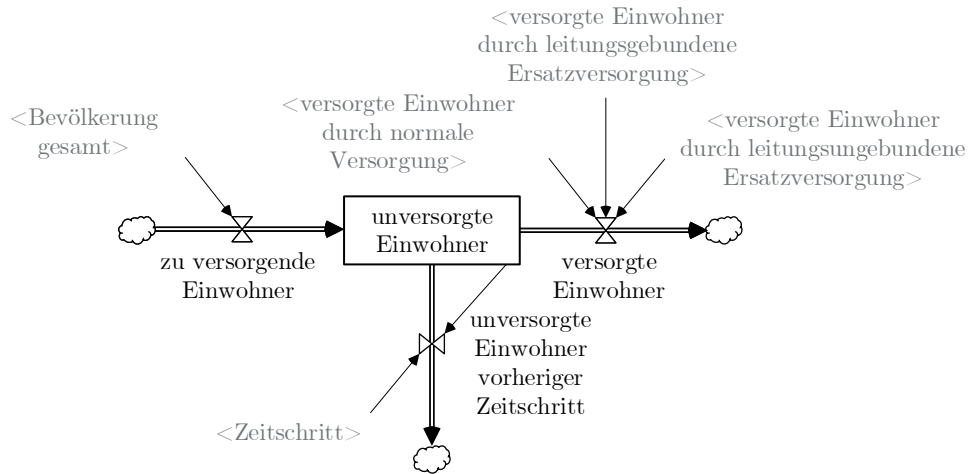 <versorgte Einwohner
durch leitungsgebundene
Ersatzversorgung>
<Bevölkerung
gesamt>
<versorgte Einwohner
durch normale
Versorgung>
<versorgte Einwohner
durch leitungsungebundene
Ersatzversorgung>
unversorgte
Einwohner
zu versorgende
Einwohner
versorgte
Einwohner
unversorgte
Einwohner
vorheriger
Zeitschritt
<Zeitschritt>